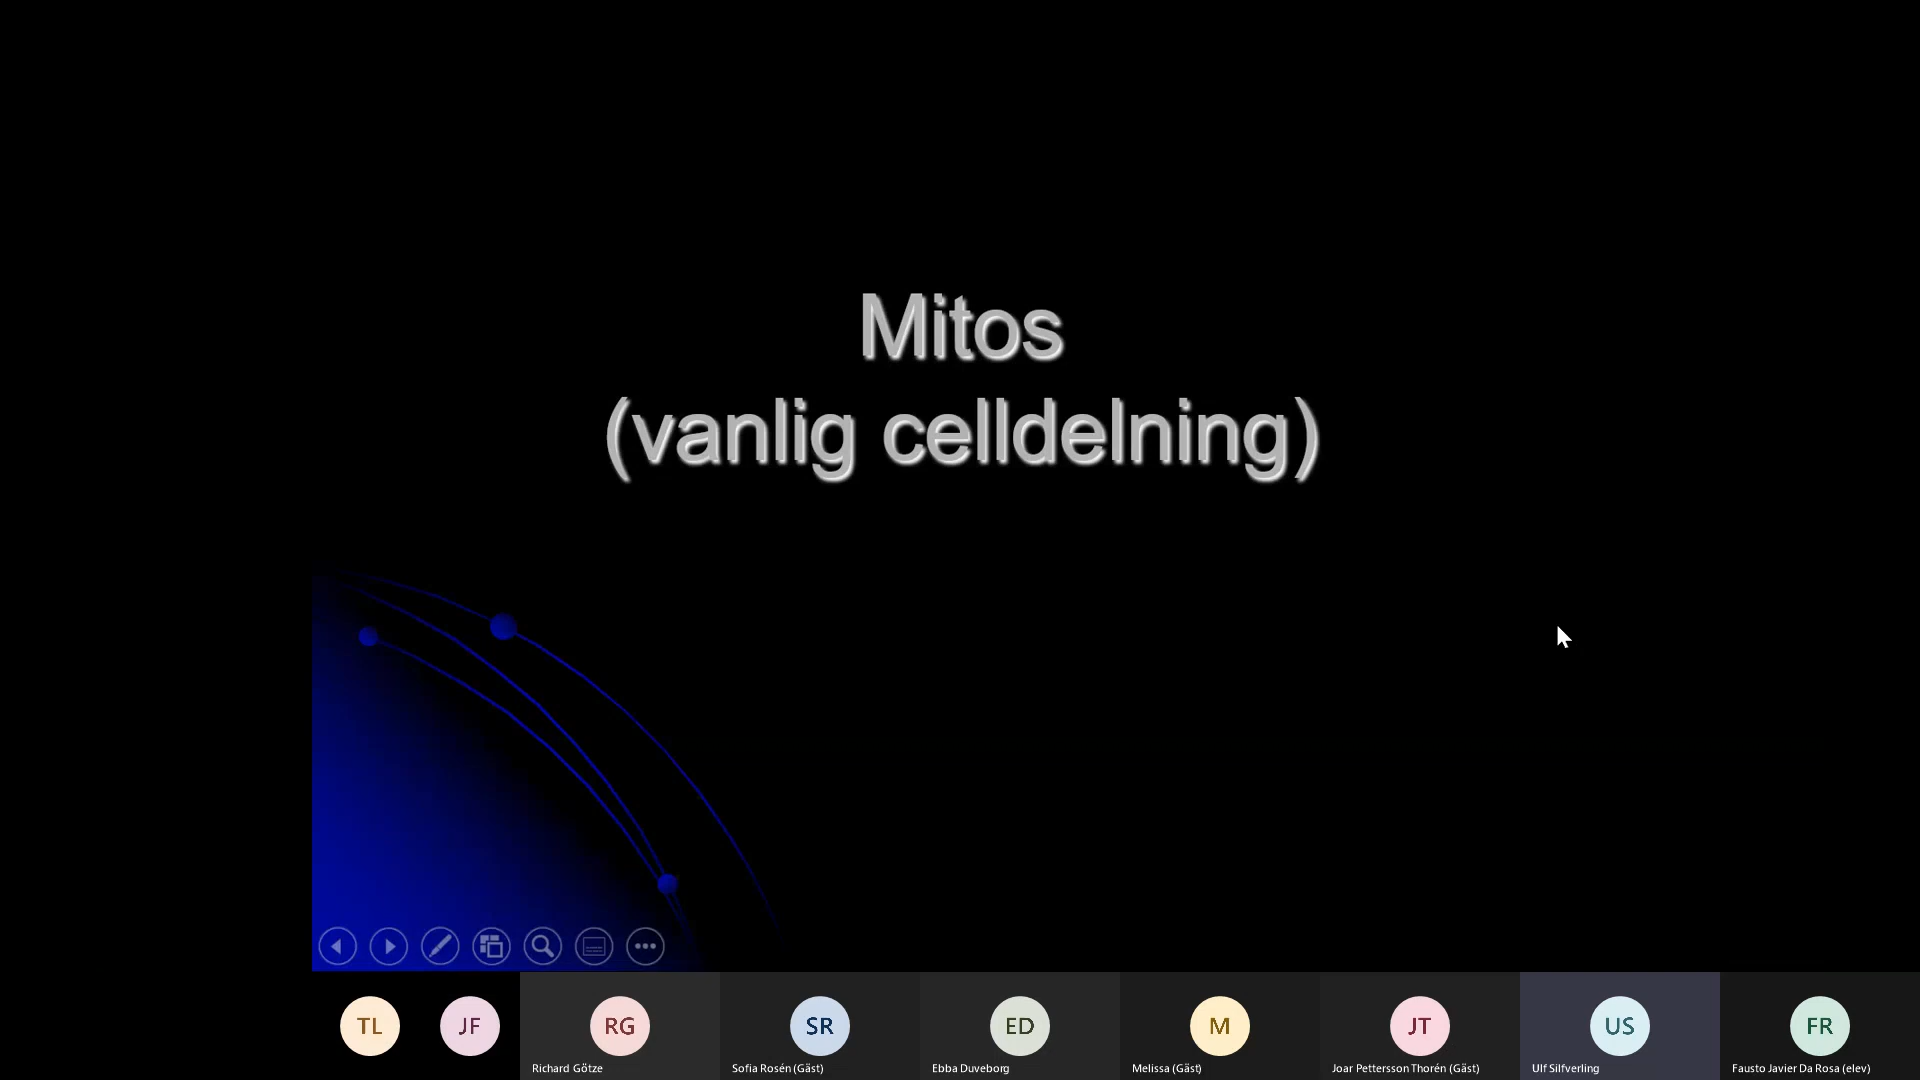 Mitos
(vanlig celldelning)
TL
JF
RG
SR
ED
M
JT
US
FR
Richard Götze
Sofia Rosén (Gäst)
Ebba Duveborg
Melissa (Gäst)
Joar Pettersson Thorén (Gäst)
Ulf Silfverling
Fausto Javier Da Rosa (elev)